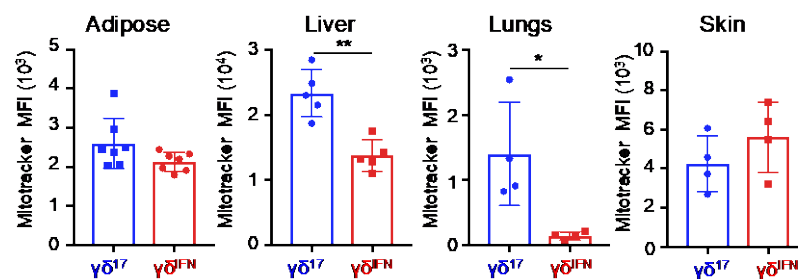 Adipose
Mitotracker MFI (10³)
5
4
3
2
1
0
γδ¹⁷
γδᴵᶠᴺ
Liver
Mitotracker MFI (10⁴)
3
2
1
0
**
γδ¹⁷
γδᴵᶠᴺ
Lungs
Mitotracker MFI (10³)
3
2
1
0
*
γδ¹⁷
γδᴵᶠᴺ
Skin
Mitotracker MFI (10³)
10
8
6
4
2
0
γδ¹⁷
γδᴵᶠᴺ